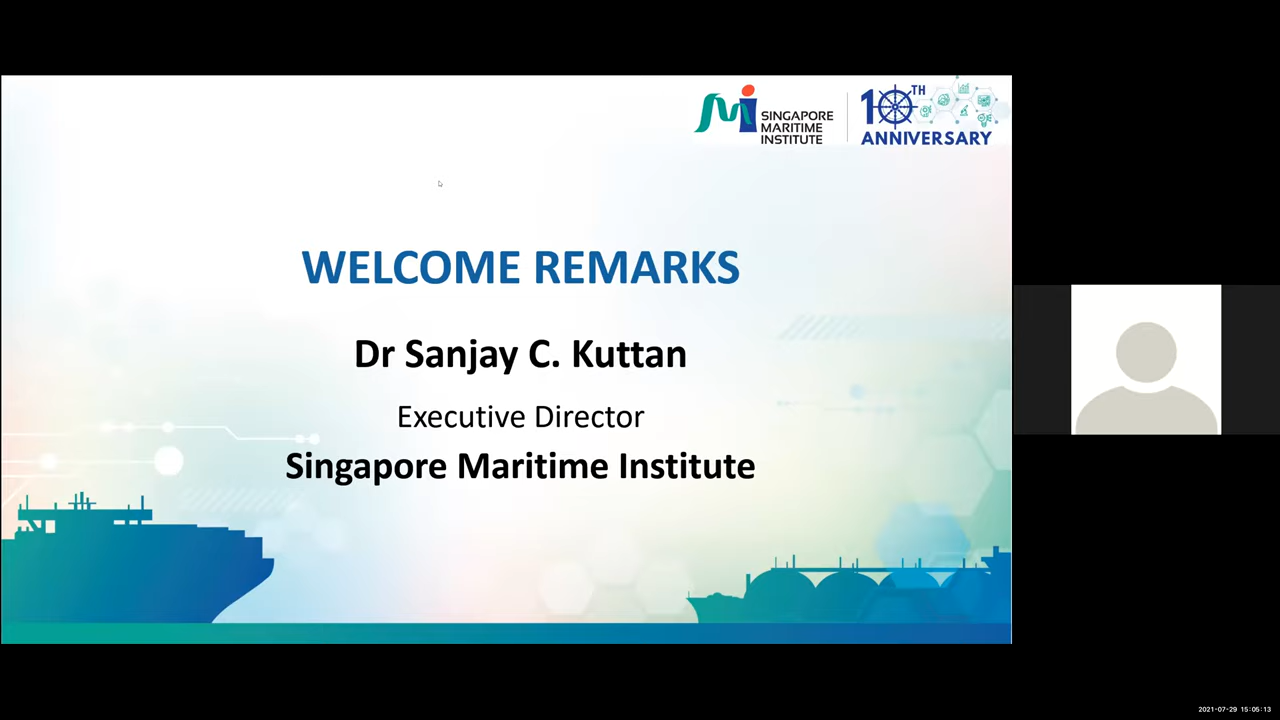 SINGAPORE
MARITIME
INSTITUTE
10TH
ANNIVERSARY
WELCOME REMARKS
Dr Sanjay C. Kuttan
Executive Director
Singapore Maritime Institute
2021-07-29 15:05:13